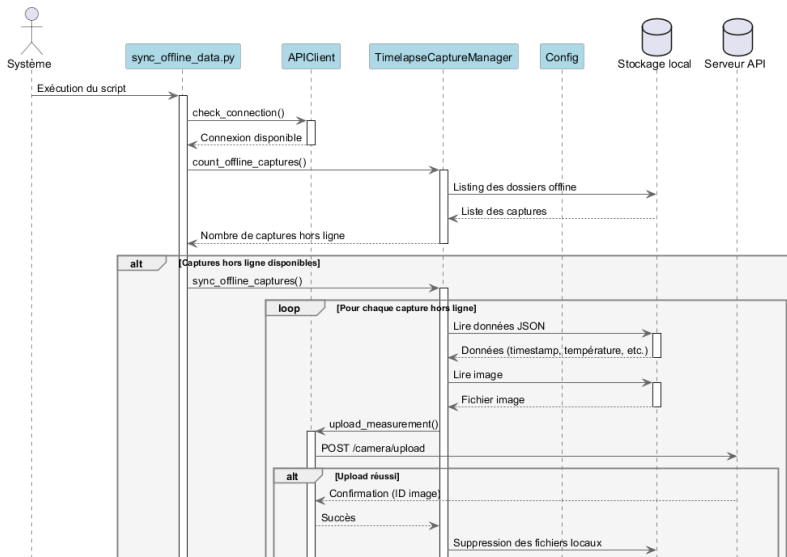 Système
sync_offline_data.py
APIClient
TimelapseCaptureManager
Config
Stockage local
Serveur API
Exécution du script
check_connection()
Connexion disponible
count_offline_captures()
Listing des dossiers offline
Liste des captures
Nombre de captures hors ligne
alt
[Captures hors ligne disponibles]
sync_offline_captures()
loop
[Pour chaque capture hors ligne]
Lire données JSON
Données (timestamp, température, etc.)
Lire image
Fichier image
upload_measurement()
POST /camera/upload
alt
[Upload réussi]
Confirmation (ID image)
Succès
Suppression des fichiers locaux